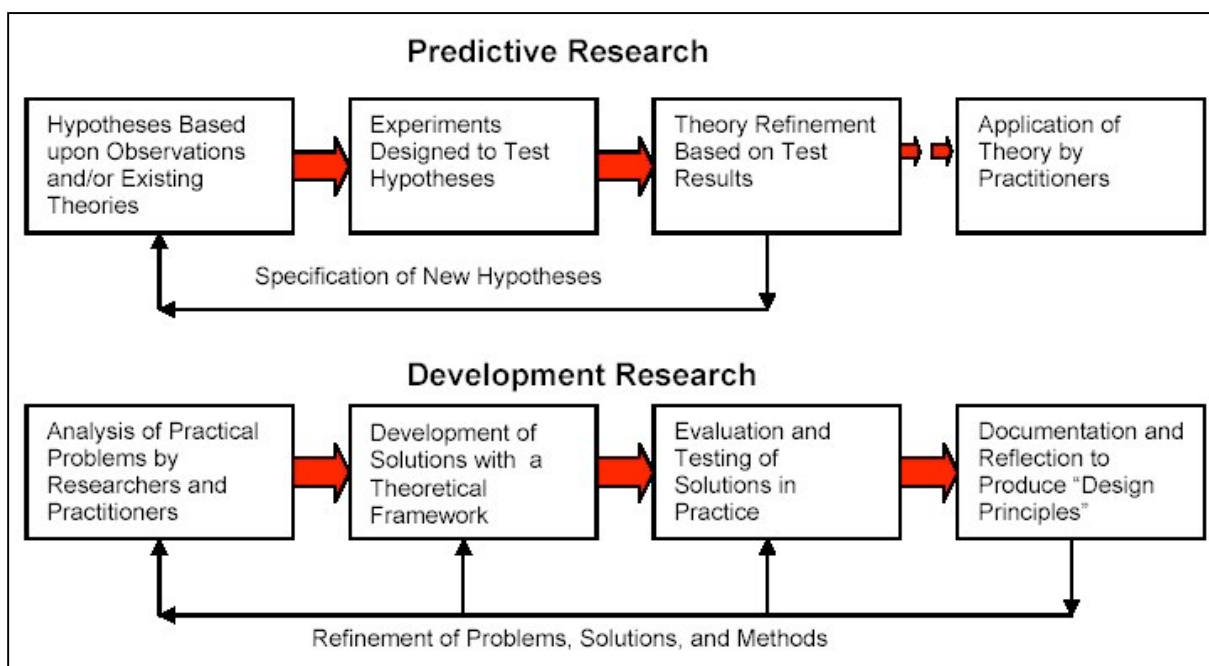 Predictive Research
Hypotheses Based
upon Observations
and/or Existing
Theories
Experiments
Designed to Test
Hypotheses
Theory Refinement
Based on Test
Results
Application of
Theory by
Practitioners
Specification of New Hypotheses
Development Research
Analysis of Practical
Problems by
Researchers and
Practitioners
Development of
Solutions with a
Theoretical
Framework
Evaluation and
Testing of
Solutions in
Practice
Documentation and
Reflection to
Produce “Design
Principles”
Refinement of Problems, Solutions, and Methods